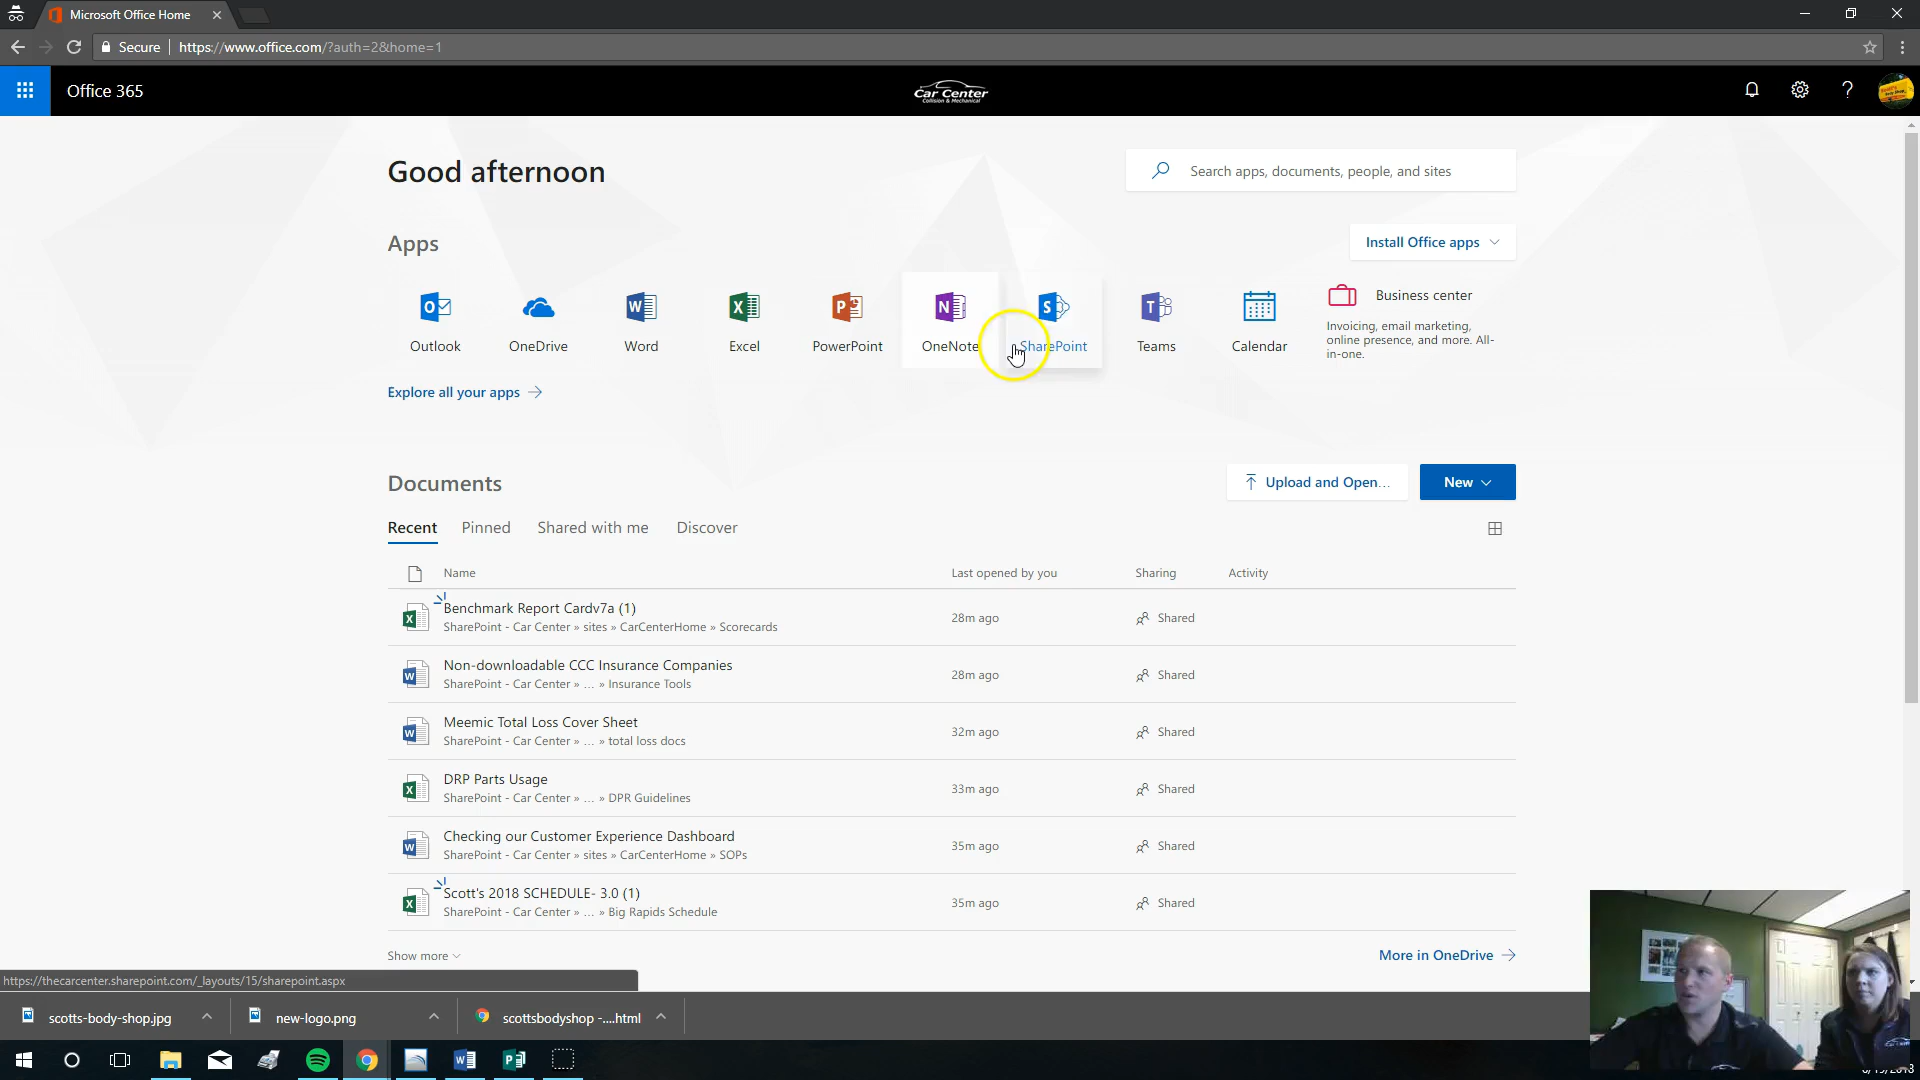 Microsoft Office Home
Secure
https://www.office.com/?auth=2&home=1
Office 365
Car Center
Collision & Mechanical
Good afternoon
Search apps, documents, people, and sites
Apps
Install Office apps
Outlook
OneDrive
Word
Excel
PowerPoint
OneNote
SharePoint
Teams
Calendar
Business center
Invoicing, email marketing,
online presence, and more. All-
in-one.
Explore all your apps
Documents
Upload and Open...
New
Recent
Pinned
Shared with me
Discover
Name
Last opened by you
Sharing
Activity
Benchmark Report Cardv7a (1)
SharePoint - Car Center » sites » CarCenterHome » Scorecards
28m ago
Shared
Non-downloadable CCC Insurance Companies
SharePoint - Car Center » ... » Insurance Tools
28m ago
Shared
Meemic Total Loss Cover Sheet
SharePoint - Car Center » ... » total loss docs
32m ago
Shared
DRP Parts Usage
SharePoint - Car Center » ... » DPR Guidelines
33m ago
Shared
Checking our Customer Experience Dashboard
SharePoint - Car Center » sites » CarCenterHome » SOPs
35m ago
Shared
Scott's 2018 SCHEDULE- 3.0 (1)
SharePoint - Car Center » ... » Big Rapids Schedule
35m ago
Shared
Show more
More in OneDrive
https://thecarcenter.sharepoint.com/_layouts/15/sharepoint.aspx
scotts-body-shop.jpg
new-logo.png
scottsbodyshop -....html